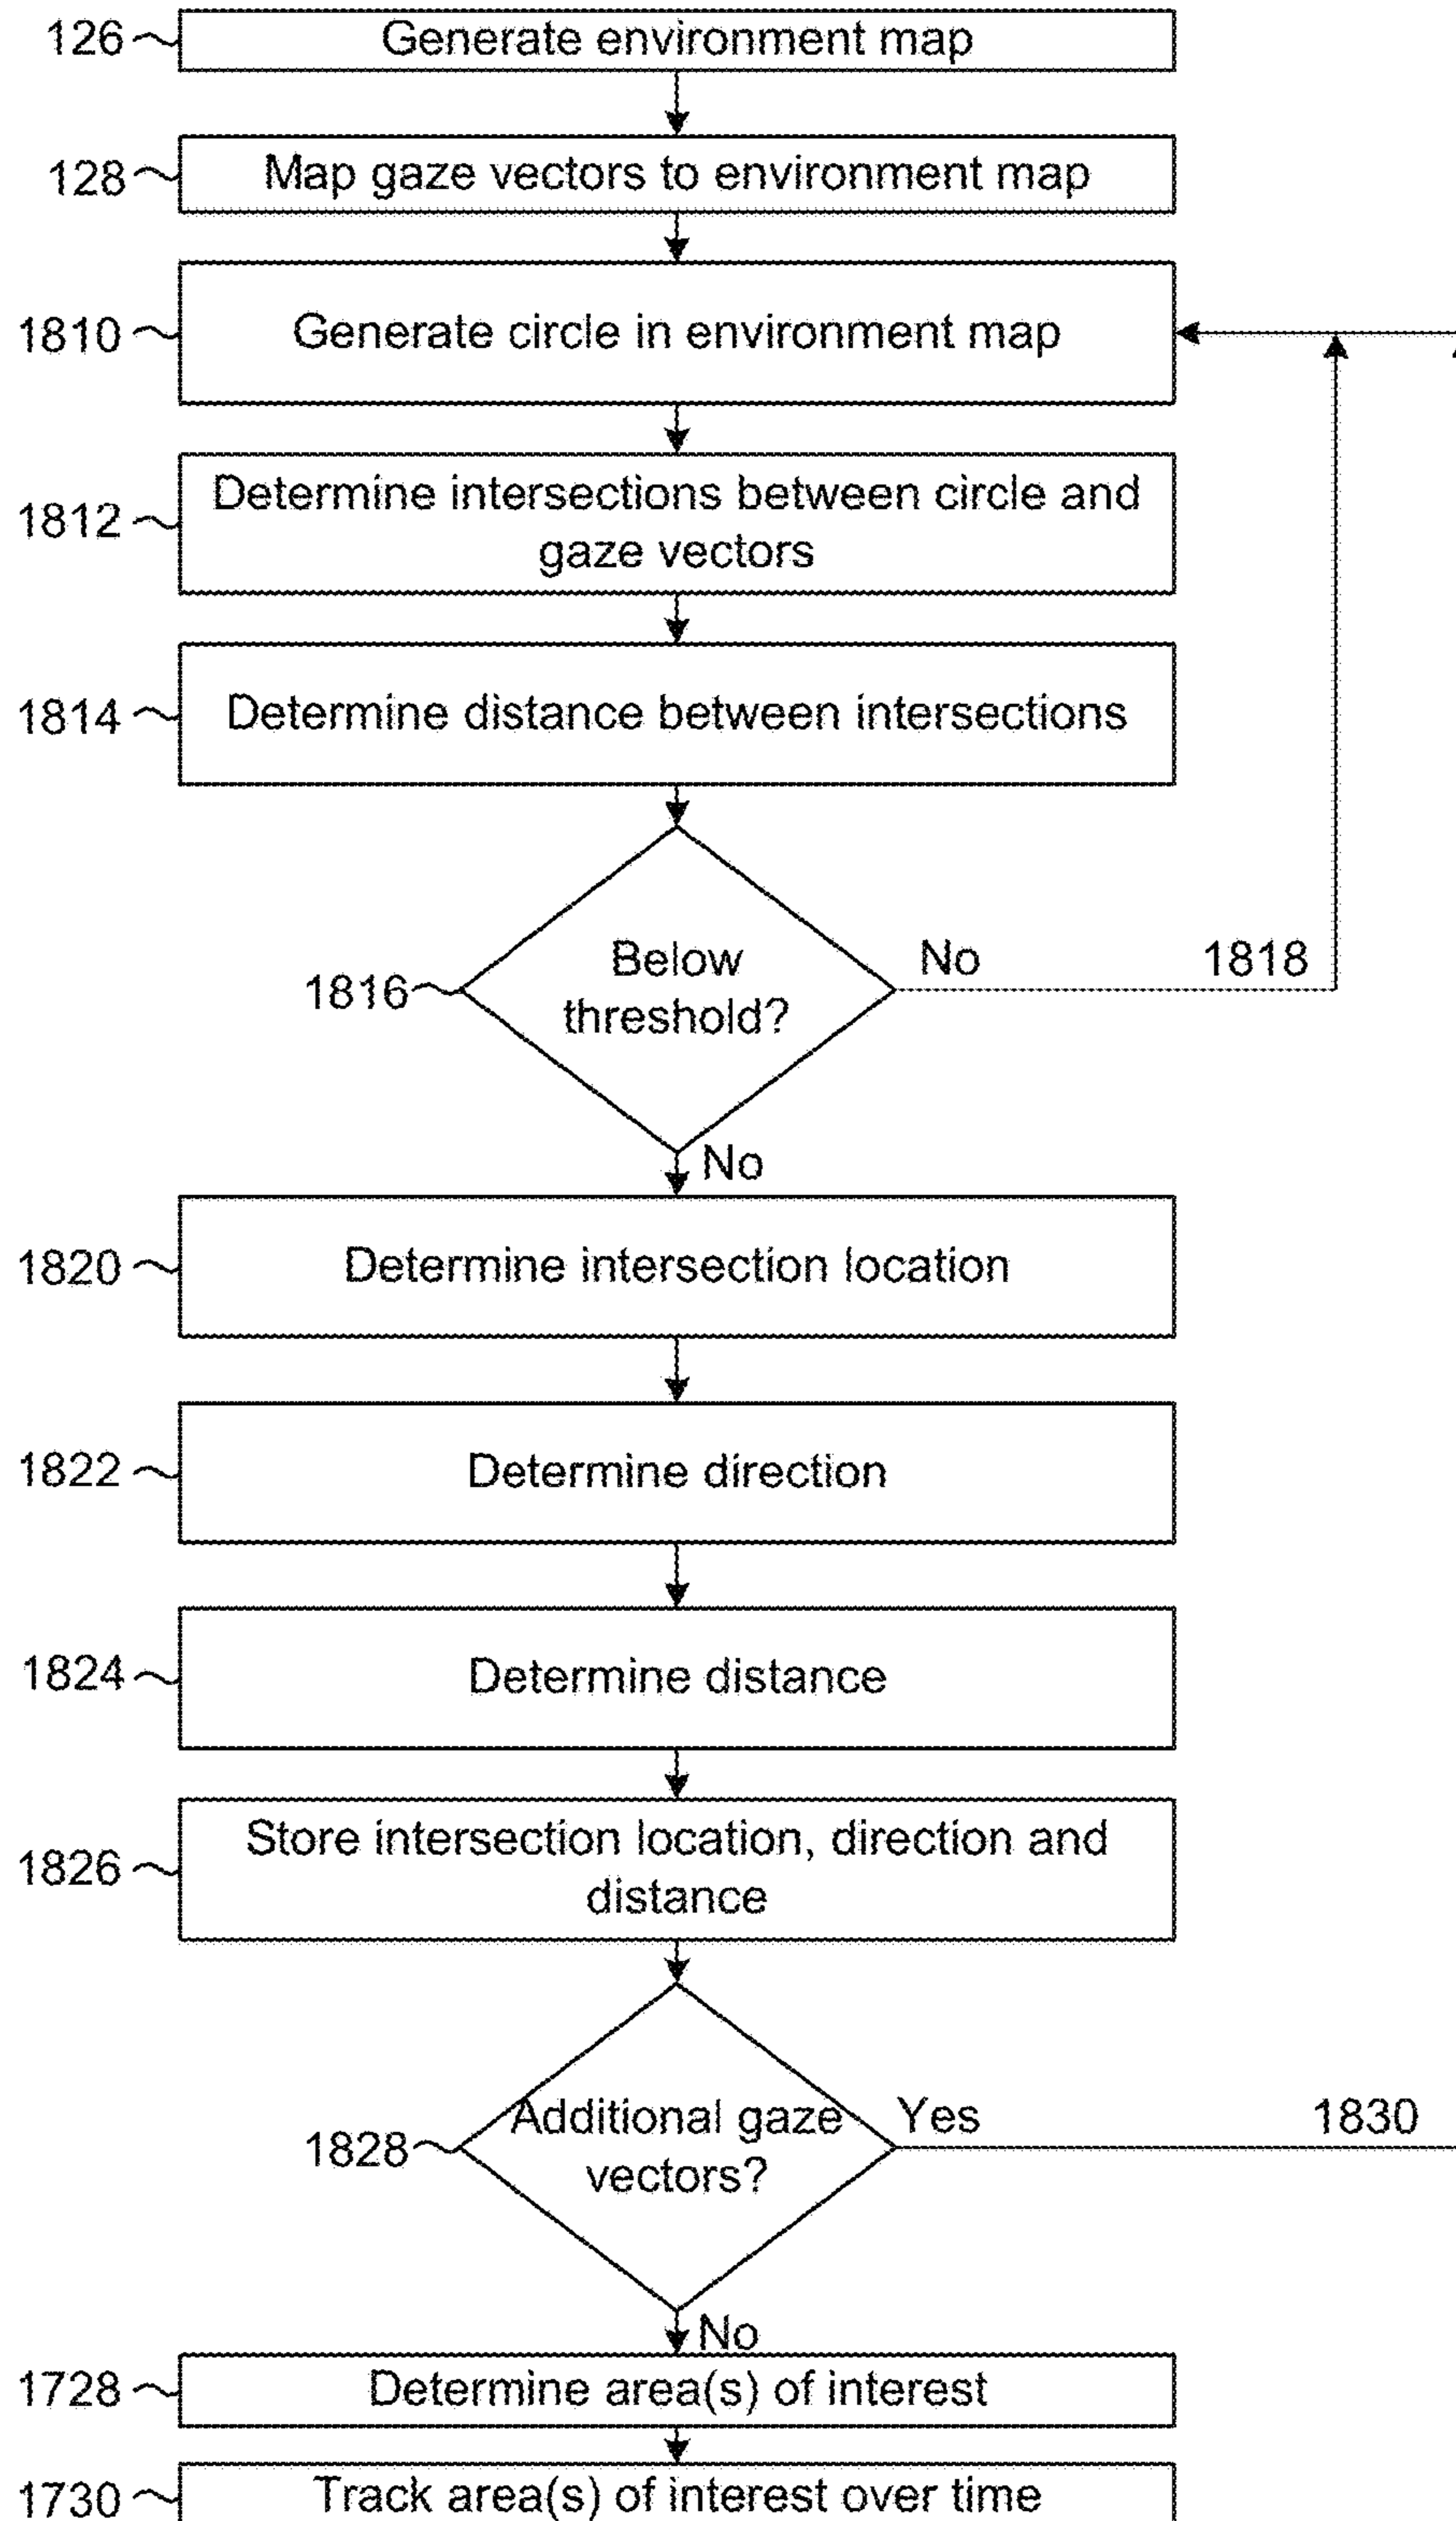 126 Generate environment map
128 Map gaze vectors to environment map
1810 Generate circle in environment map
1812 Determine intersections between circle and
gaze vectors
1814 Determine distance between intersections
Below
threshold?
1816
No
1818
No
1820 Determine intersection location
1822 Determine direction
1824 Determine distance
1826 Store intersection location, direction and
distance
Additional gaze
vectors?
1828
Yes
1830
No
1728 Determine area(s) of interest
1730 Track area(s) of interest over time